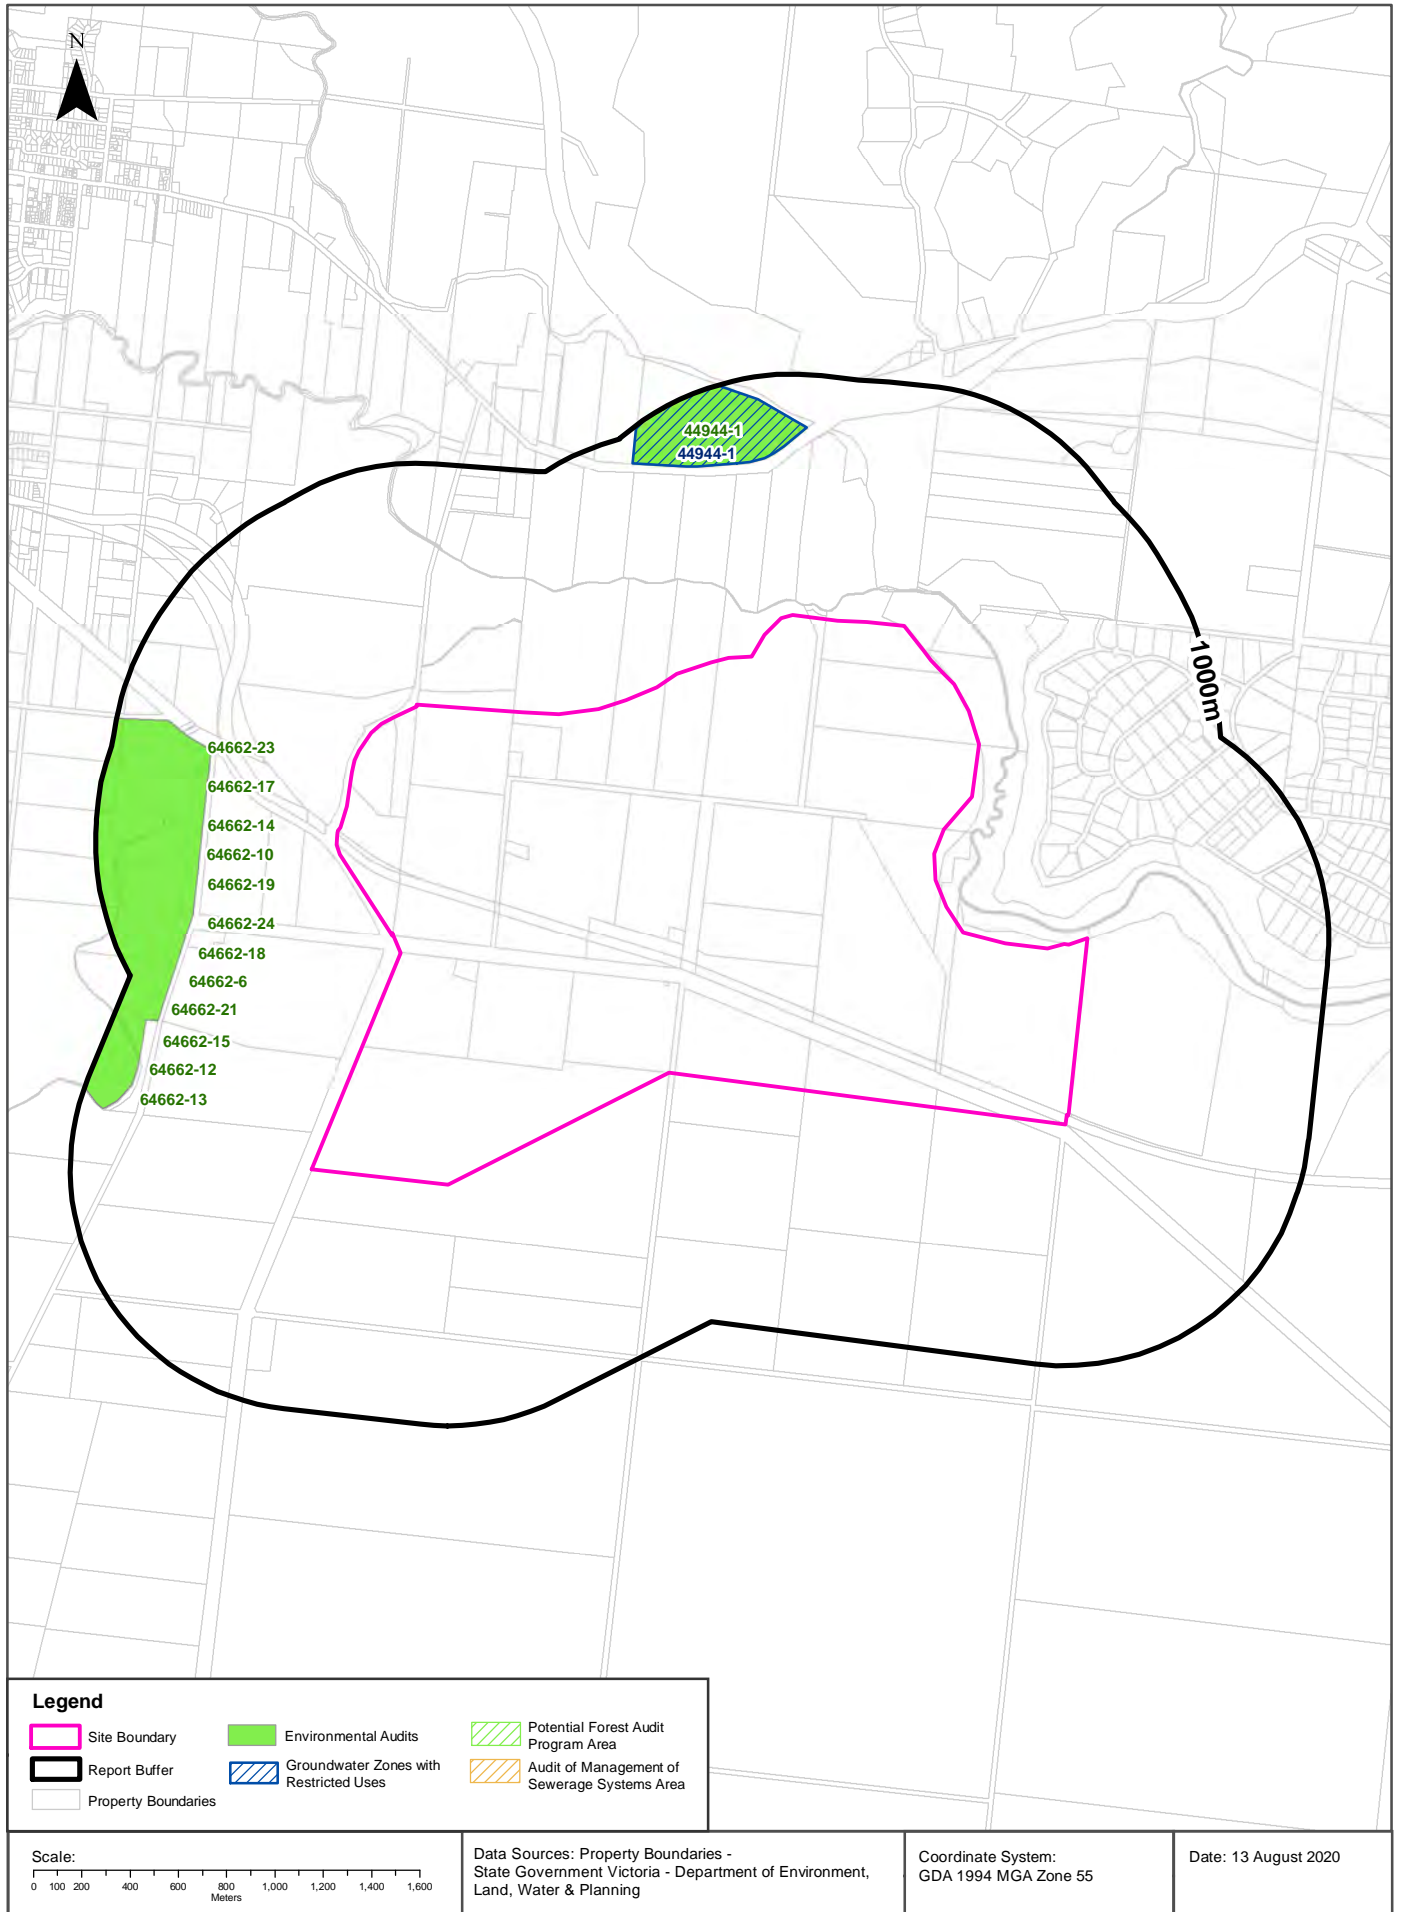 N
44944-1
44944-1
1000m
64662-23
64662-17
64662-14
64662-10
64662-19
64662-24
64662-18
64662-6
64662-21
64662-15
64662-12
64662-13
Legend
Site Boundary
Report Buffer
Property Boundaries
Environmental Audits
Groundwater Zones with
Restricted Uses
Potential Forest Audit
Program Area
Audit of Management of
Sewerage Systems Area
Scale:
0 100 200 400 600 800 1,000 1,200 1,400 1,600
Meters
Data Sources: Property Boundaries -
State Government Victoria - Department of Environment,
Land, Water & Planning
Coordinate System:
GDA 1994 MGA Zone 55
Date: 13 August 2020